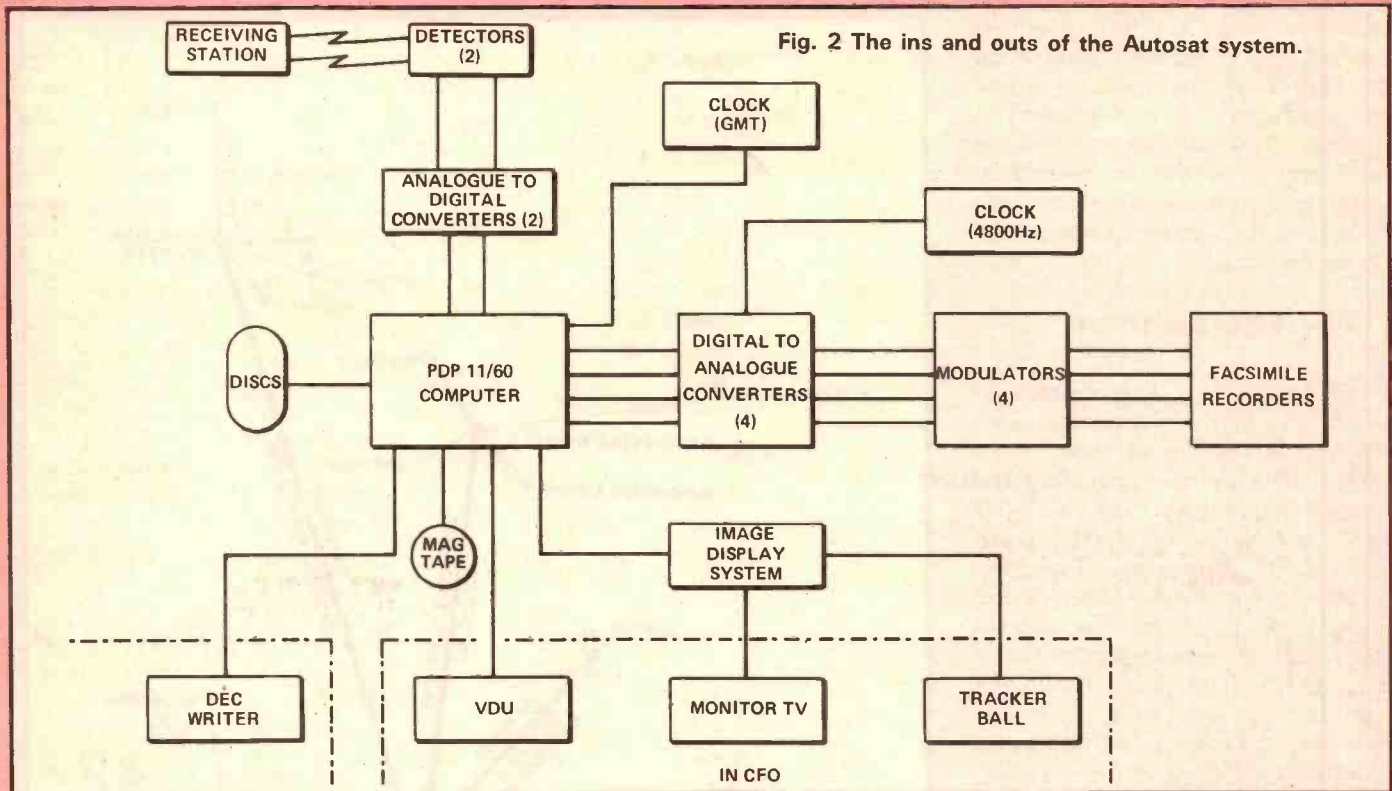 Fig. 2 The ins and outs of the Autosat system.
RECEIVING
STATION
DETECTORS
(2)
CLOCK
(GMT)
ANALOGUE TO
DIGITAL
CONVERTERS (2)
CLOCK
(4800Hz)
DISCS
PDP 11/60
COMPUTER
DIGITAL TO
ANALOGUE
CONVERTERS
(4)
MODULATORS
(4)
FACSIMILE
RECORDERS
MAG
TAPE
IMAGE
DISPLAY
SYSTEM
DEC
WRITER
VDU
MONITOR TV
TRACKER
BALL
IN CFO